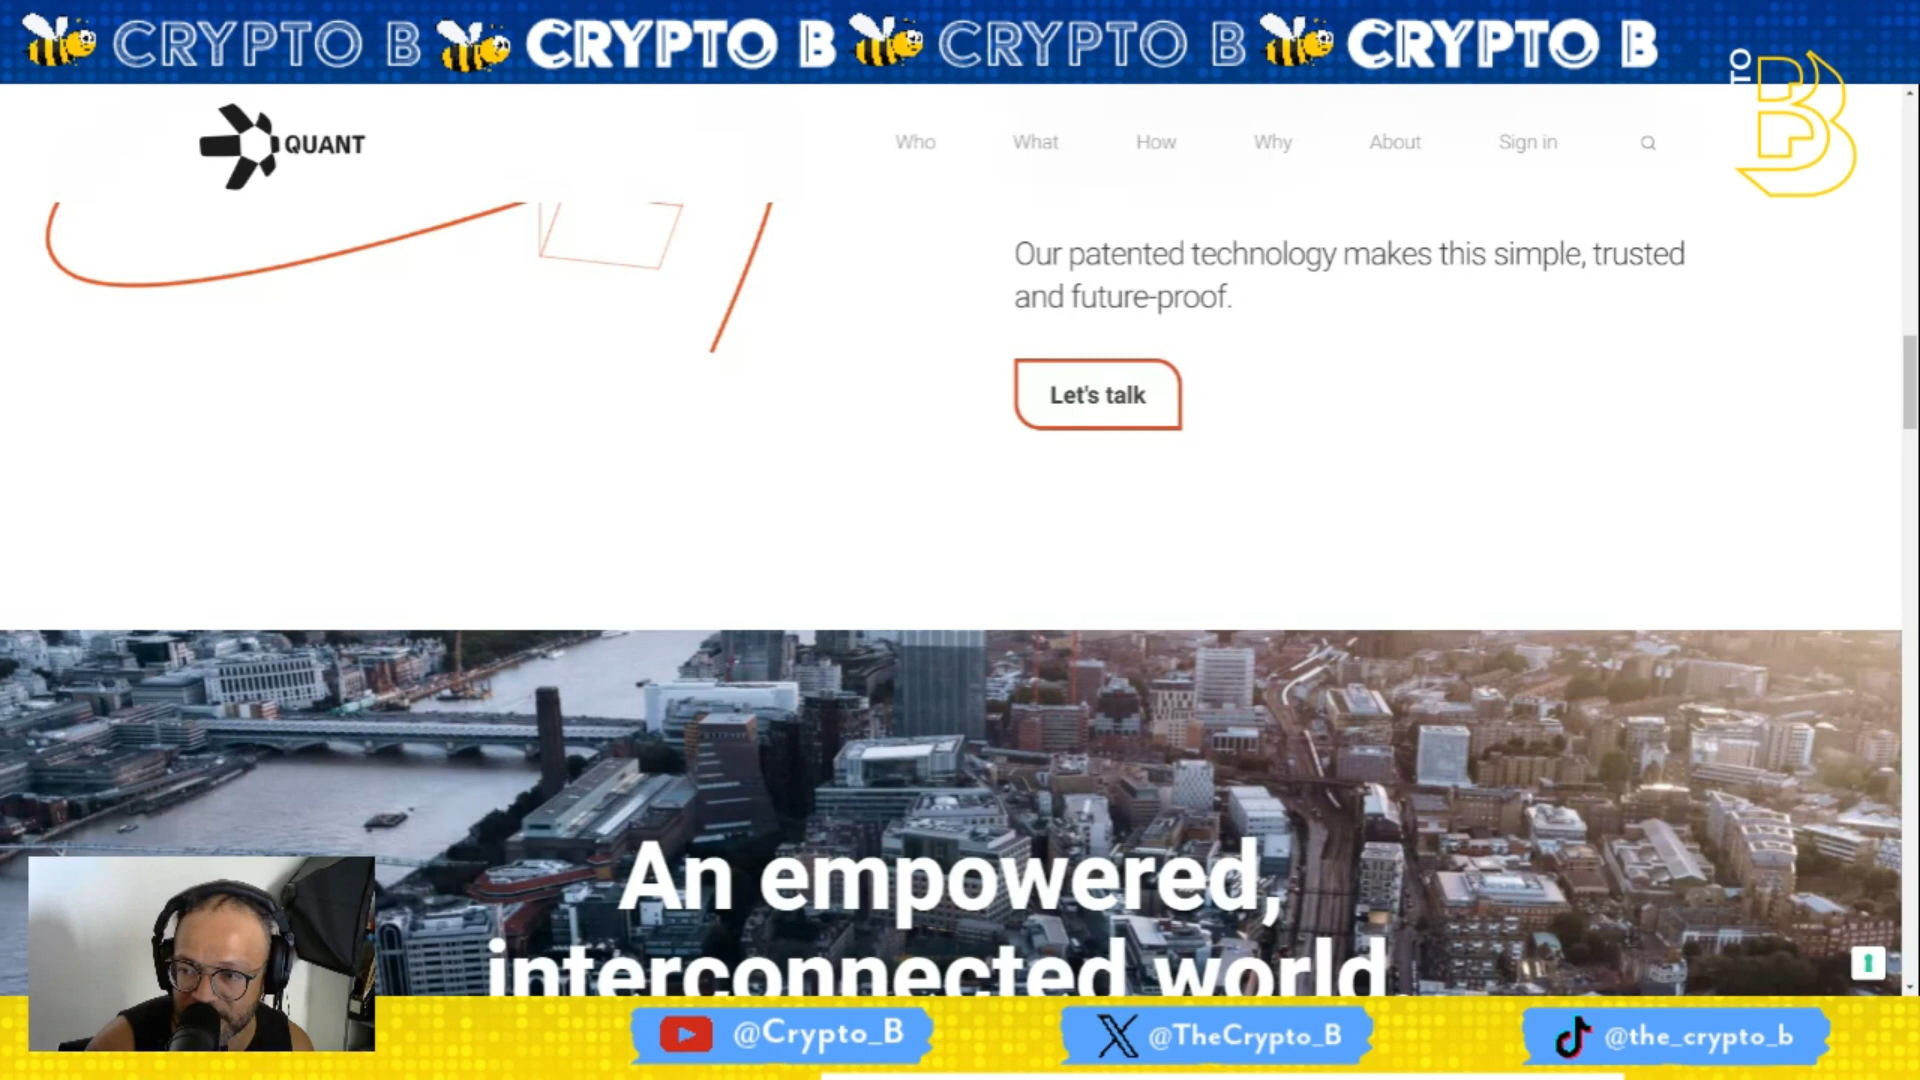 CRYPTO B CRYPTO B CRYPTO B CRYPTO B
TO
B
QUANT
Who What How Why About Sign in
Our patented technology makes this simple, trusted
and future-proof.
Let's talk
An empowered,
interconnected world.
@Crypto_B @TheCrypto_B @the_crypto_b